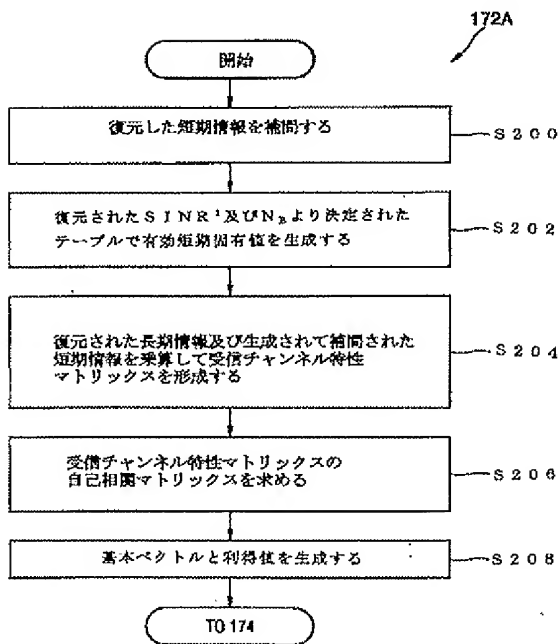 172A
開始
復元した短期情報を補間する
S200
復元されたSINR¹及びN_Bより決定された
テーブルで有効短期固有値を生成する
S202
復元された長期情報及び生成されて補間された
短期情報を乗算して受信チャンネル特性
マトリックスを形成する
S204
受信チャンネル特性マトリックスの
自己相関マトリックスを求める
S206
基本ベクトルと利得値を生成する
S208
TO 174